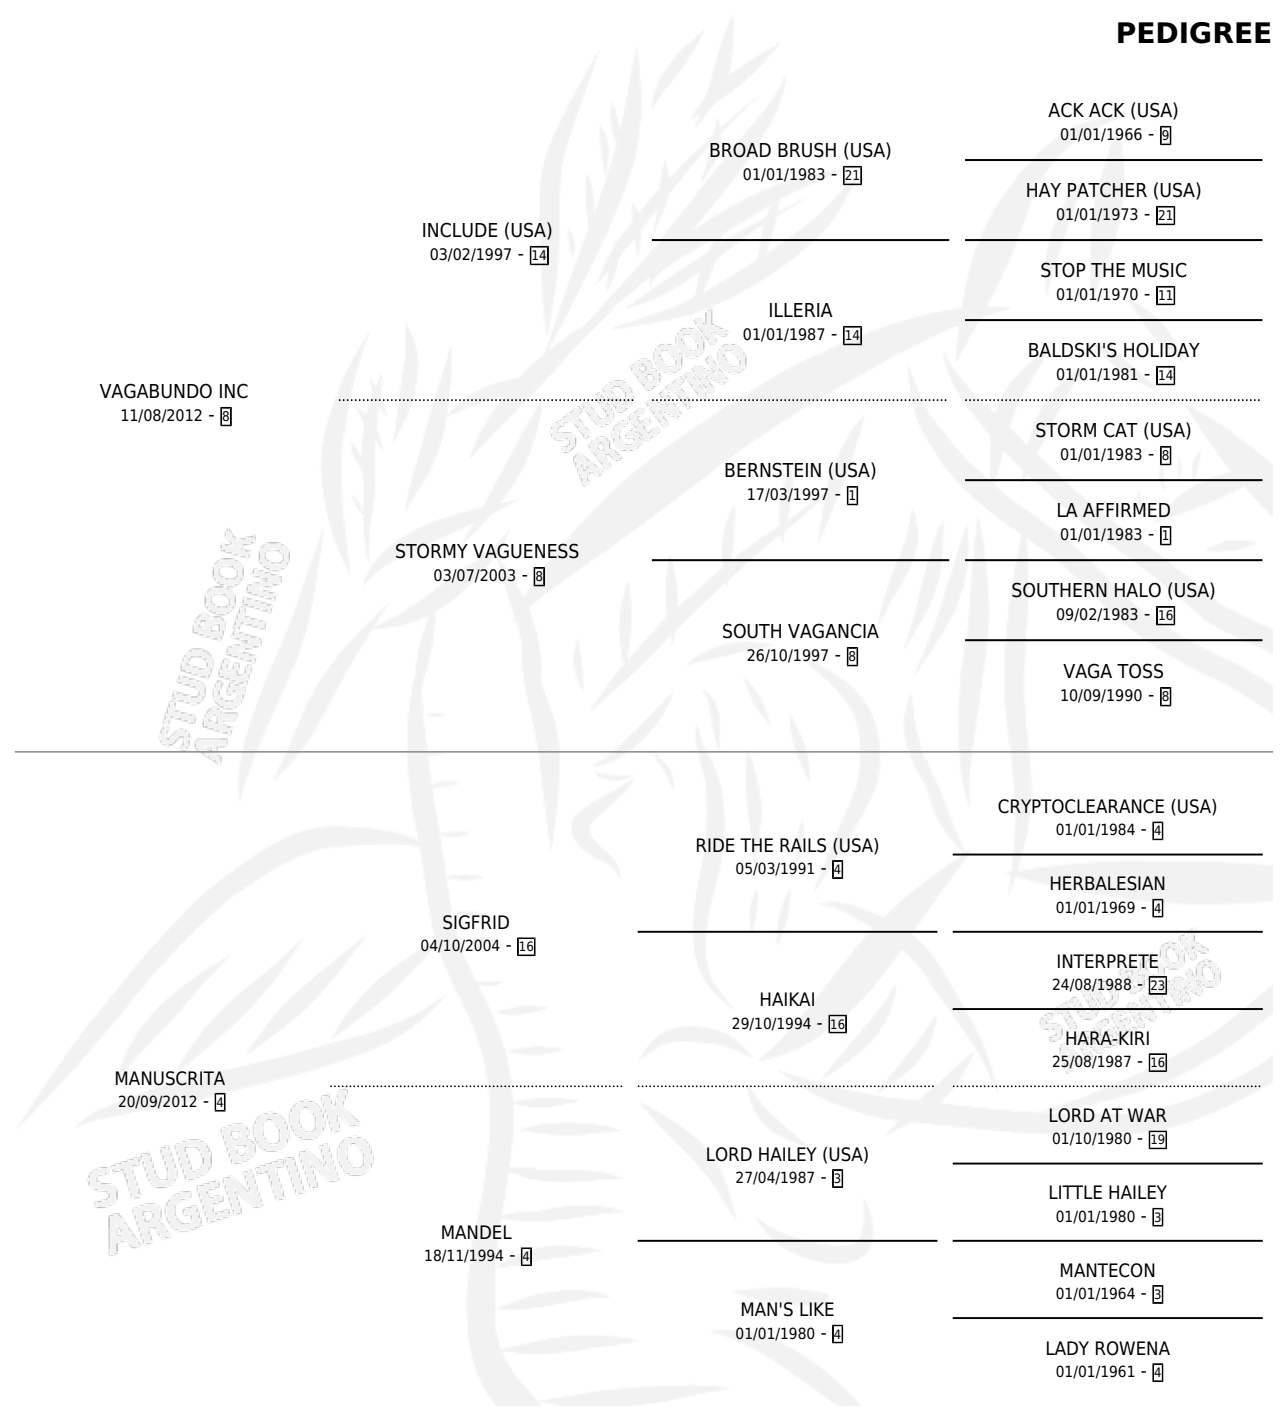 PEDIGREE
ACK ACK (USA)
01/01/1966 - 9
BROAD BRUSH (USA)
01/01/1983 - 21
HAY PATCHER (USA)
01/01/1973 - 21
INCLUDE (USA)
03/02/1997 - 14
STOP THE MUSIC
01/01/1970 - 11
ILLERIA
01/01/1987 - 14
BALDSKI'S HOLIDAY
01/01/1981 - 14
VAGABUNDO INC
11/08/2012 - 8
STORM CAT (USA)
01/01/1983 - 8
BERNSTEIN (USA)
17/03/1997 - 1
LA AFFIRMED
01/01/1983 - 1
STORMY VAGUENESS
03/07/2003 - 8
SOUTHERN HALO (USA)
09/02/1983 - 16
SOUTH VAGANCIA
26/10/1997 - 8
VAGA TOSS
10/09/1990 - 8
CRYPTOCLEARANCE (USA)
01/01/1984 - 4
RIDE THE RAILS (USA)
05/03/1991 - 4
HERBALESIAN
01/01/1969 - 4
SIGFRID
04/10/2004 - 16
INTERPRETE
24/08/1988 - 23
HAIKAI
29/10/1994 - 16
HARA-KIRI
25/08/1987 - 16
MANUSCRITA
20/09/2012 - 4
LORD AT WAR
01/10/1980 - 19
LORD HAILEY (USA)
27/04/1987 - 3
LITTLE HAILEY
01/01/1980 - 3
MANDEL
18/11/1994 - 4
MANTECON
01/01/1964 - 3
MAN'S LIKE
01/01/1980 - 4
LADY ROWENA
01/01/1961 - 4
STUD BOOK
ARGENTINO
STUD BOOK
ARGENTINO
STUD BOOK
ARGENTINO
STUD BOOK
ARGENTINO